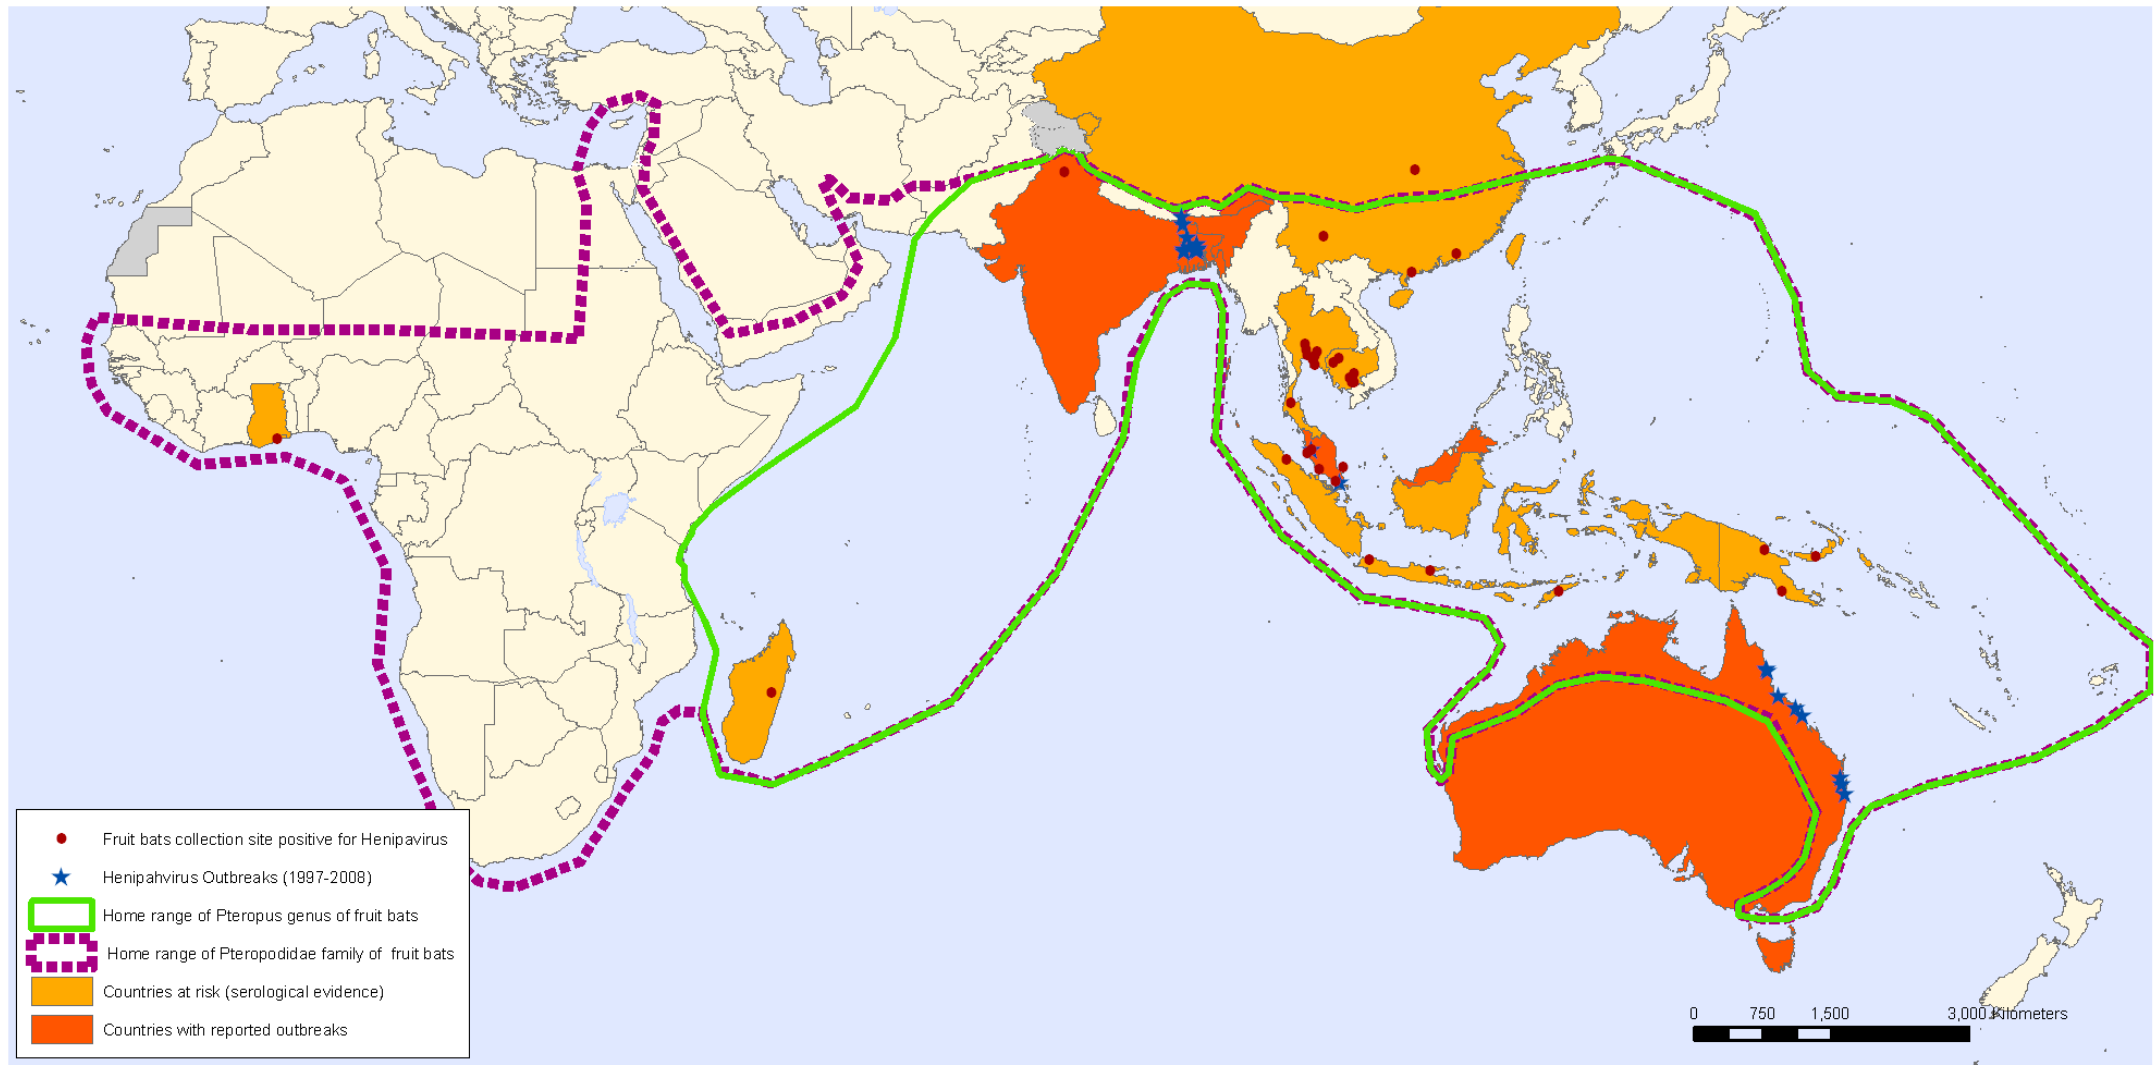 Fruit bats collection site positive for Henipavirus
Henipahvirus Outbreaks (1997-2008)
Home range of Pteropus genus of fruit bats
Home range of Pteropodidae family of fruit bats
Countries at risk (serological evidence)
Countries with reported outbreaks
0 750 1,500 3,000 Kilometers